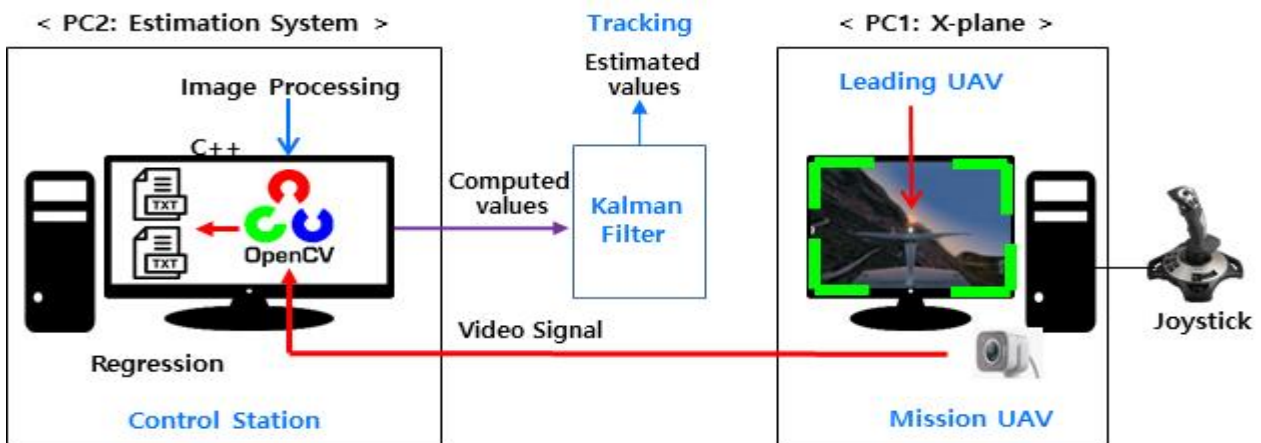 < PC2: Estimation System >
Tracking
< PC1: X-plane >
Image Processing
C++
TXT
TXT
OpenCV
Regression
Control Station
Computed
values
Estimated
values
Kalman
Filter
Video Signal
Leading UAV
Mission UAV
Joystick